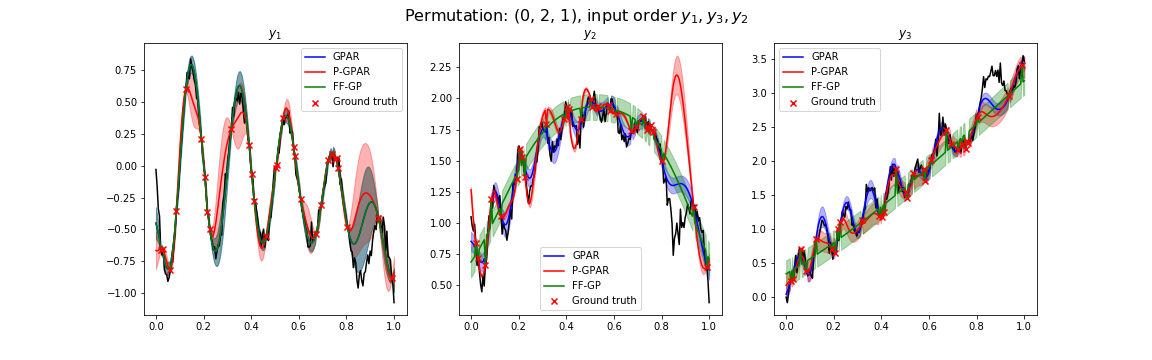 Permutation: (0, 2, 1), input order y₁, y₃, y₂
y₁
0.75
0.50
0.25
0.00
−0.25
−0.50
−0.75
−1.00
0.0 0.2 0.4 0.6 0.8 1.0
GPAR
P-GPAR
FF-GP
Ground truth
y₂
2.25
2.00
1.75
1.50
1.25
1.00
0.75
0.50
0.0 0.2 0.4 0.6 0.8 1.0
GPAR
P-GPAR
FF-GP
Ground truth
y₃
3.5
3.0
2.5
2.0
1.5
1.0
0.5
0.0
0.0 0.2 0.4 0.6 0.8 1.0
GPAR
P-GPAR
FF-GP
Ground truth